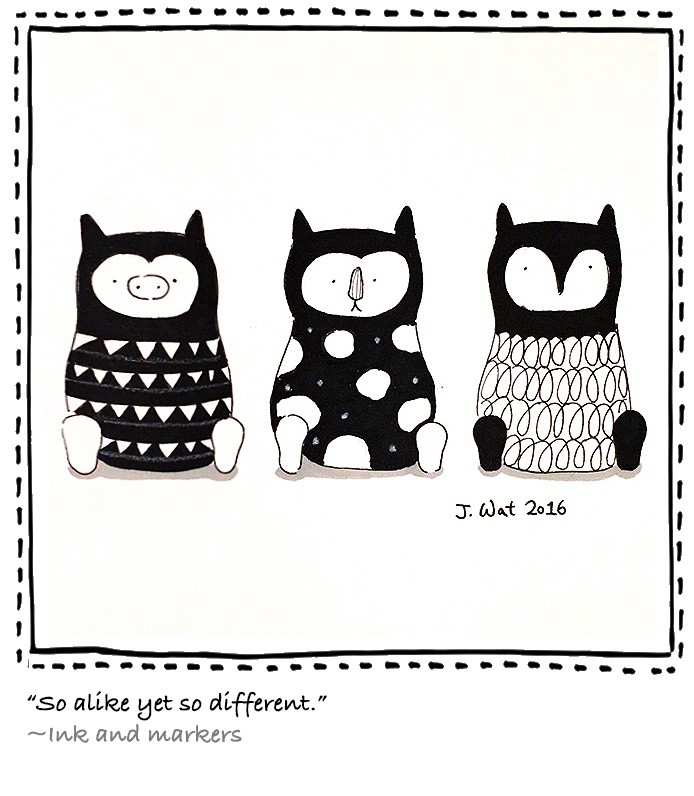 J. Wat 2016
“So alike yet so different.”
~Ink and markers